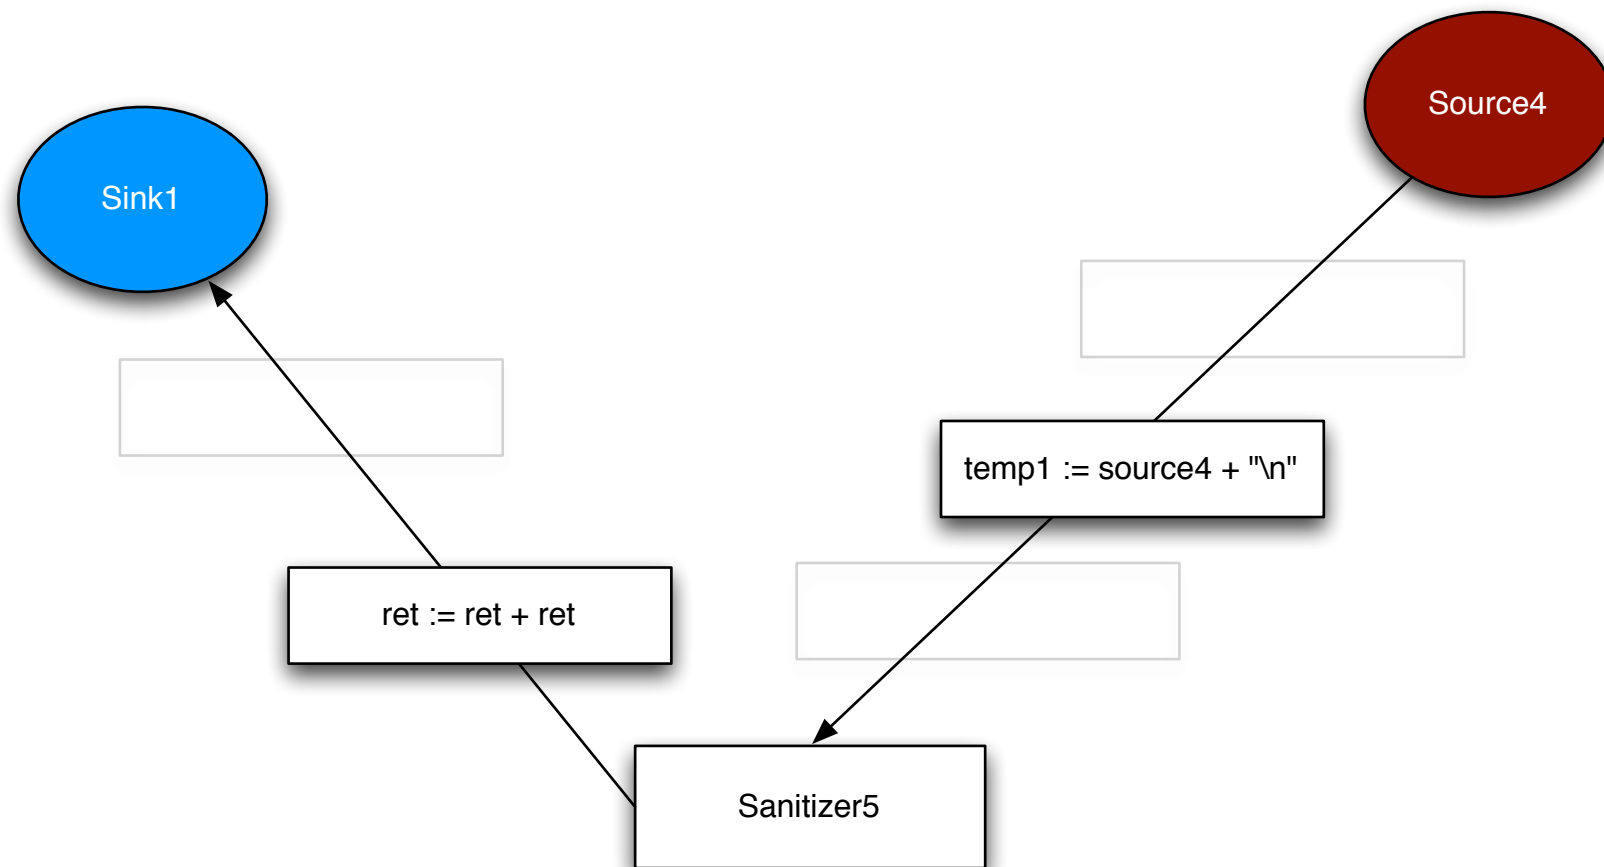 Source4
Sink1
temp1 := source4 + "\n"
ret := ret + ret
Sanitizer5